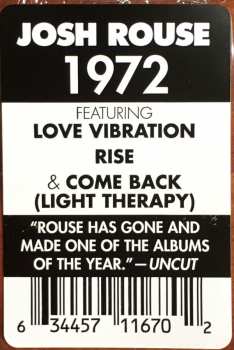 JOSH ROUSE
1972
FEATURING
LOVE VIBRATION
RISE
& COME BACK
(LIGHT THERAPY)
“ROUSE HAS GONE AND
MADE ONE OF THE ALBUMS
OF THE YEAR.”—UNCUT
6 34457 11670 2